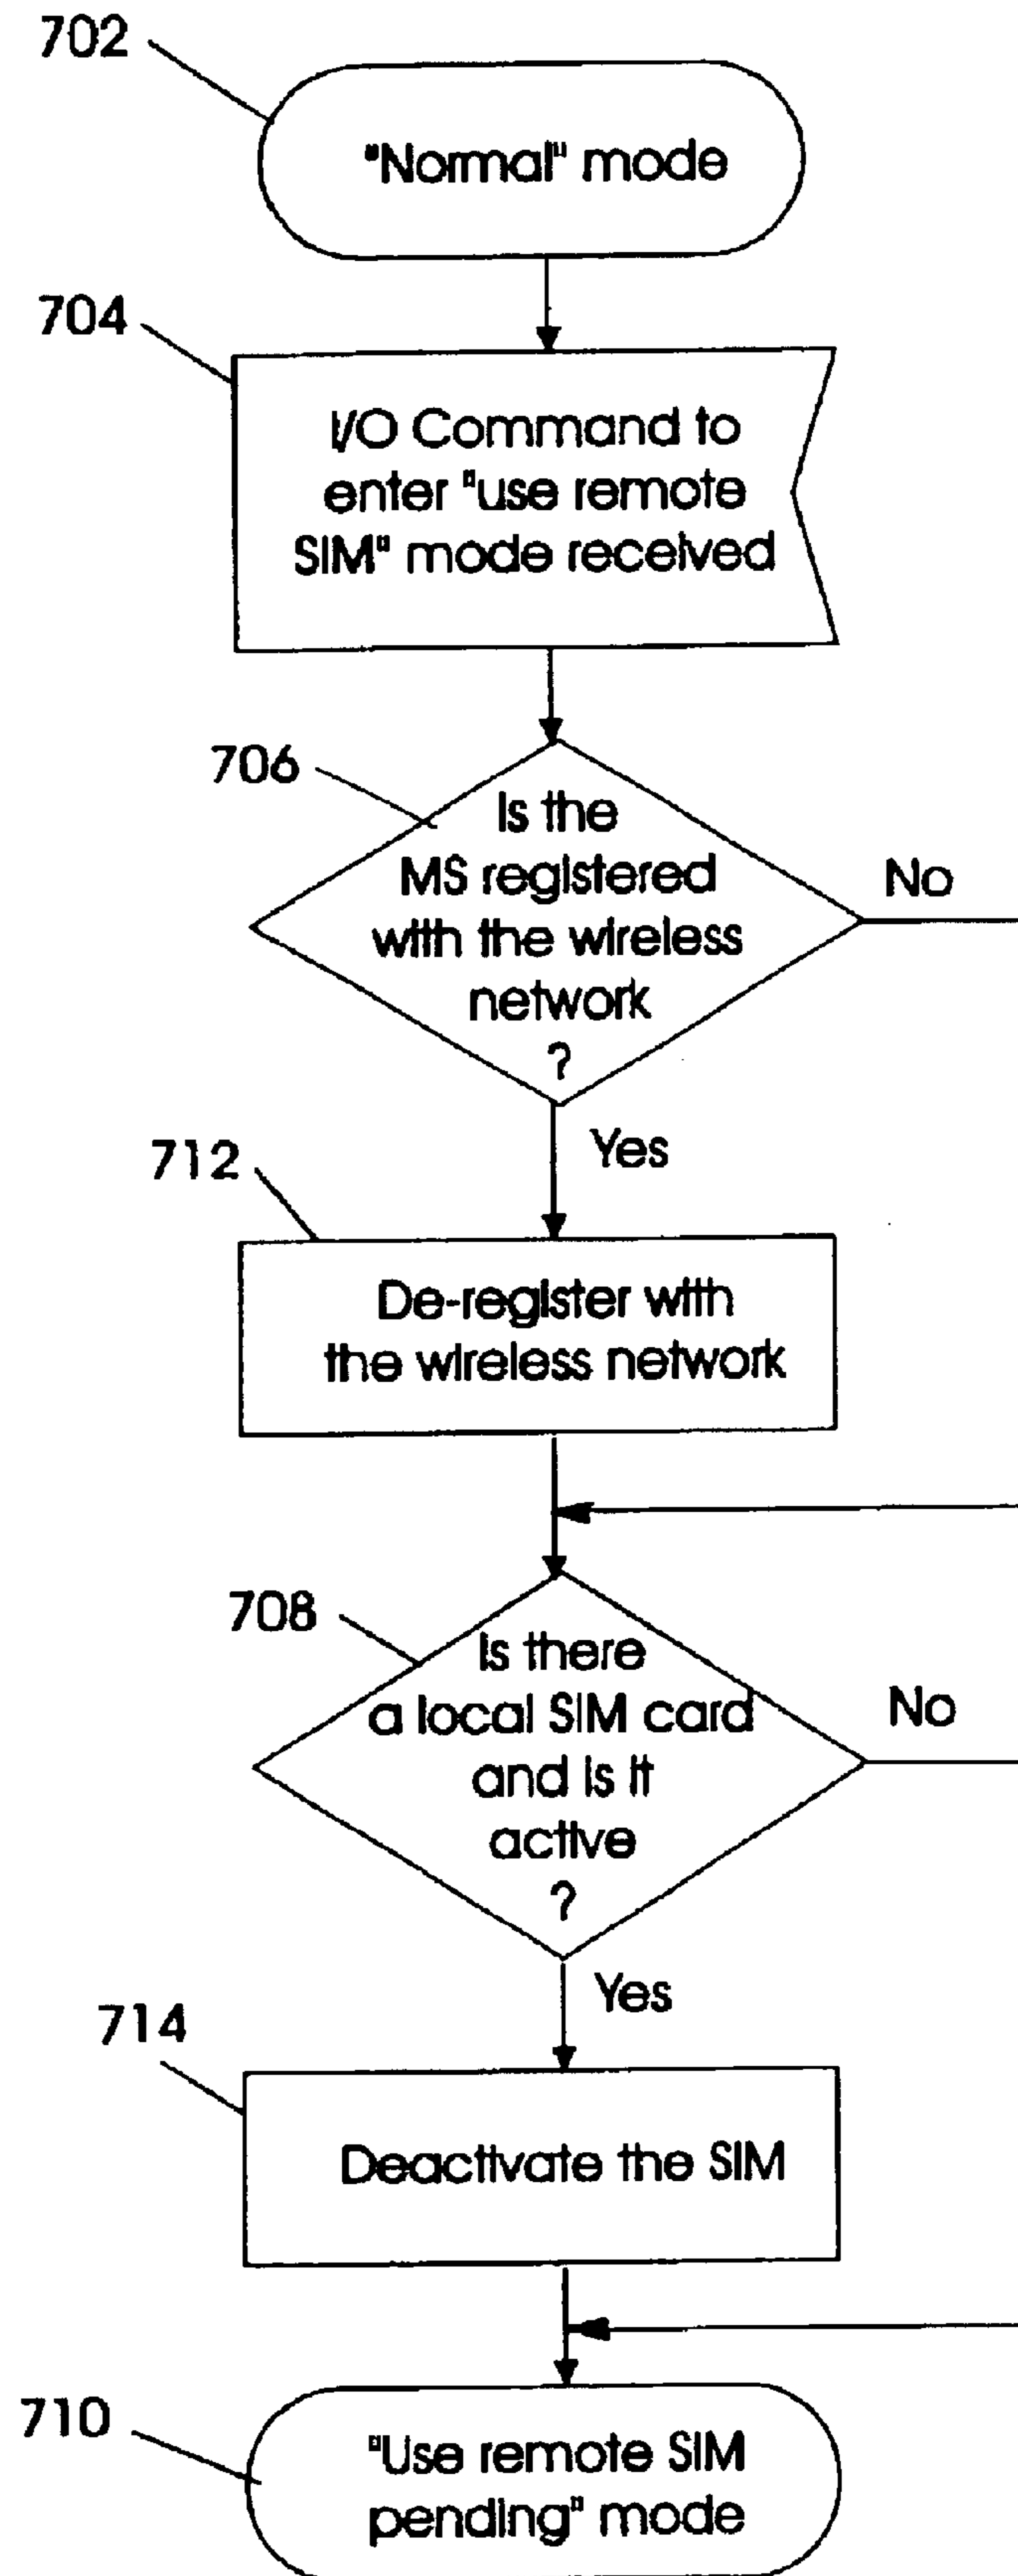 702
"Normal" mode
704
I/O Command to
enter "use remote
SIM" mode received
706
Is the
MS registered
with the wireless
network
?
No
Yes
712
De-register with
the wireless network
708
Is there
a local SIM card
and is it
active
?
No
Yes
714
Deactivate the SIM
710
"Use remote SIM
pending" mode